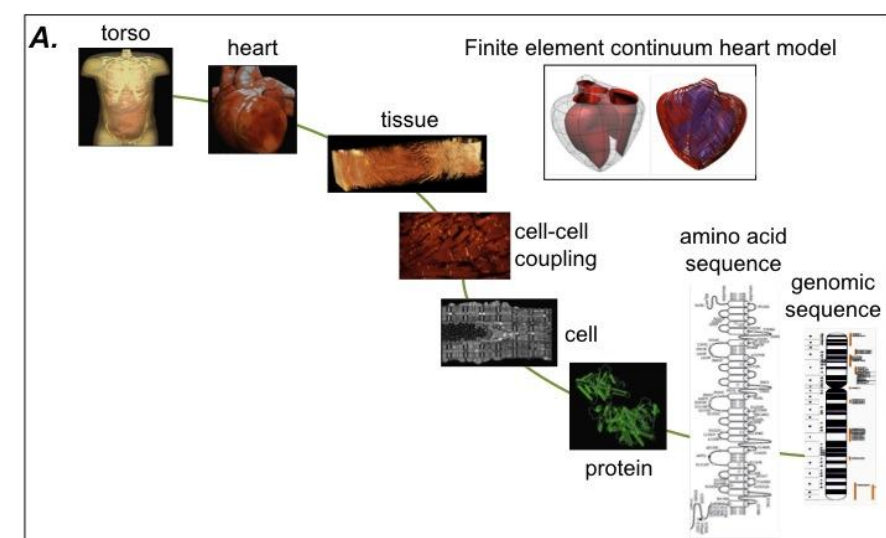 A.
torso
heart
Finite element continuum heart model
tissue
cell-cell
coupling
amino acid
sequence
genomic
sequence
cell
protein